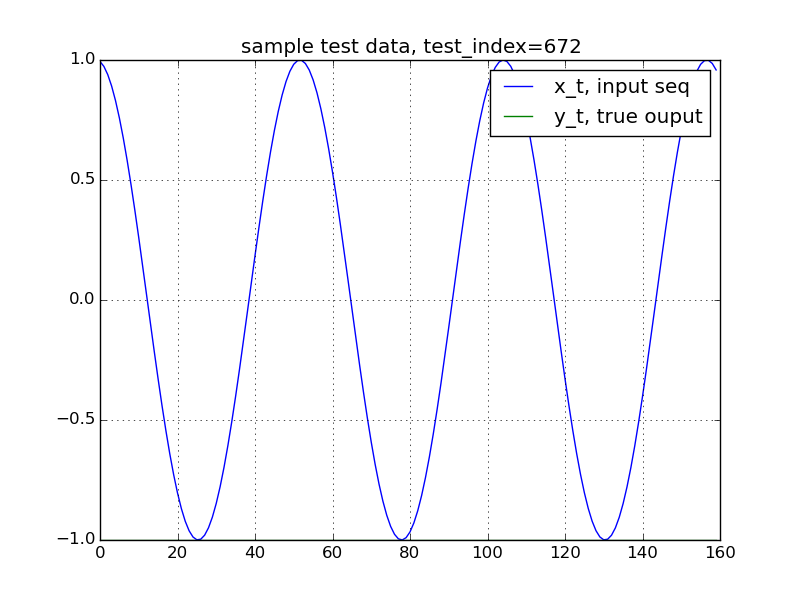 sample test data, test_index=672
x_t, input seq
y_t, true ouput
1.0
0.5
0.0
−0.5
−1.0
0 20 40 60 80 100 120 140 160